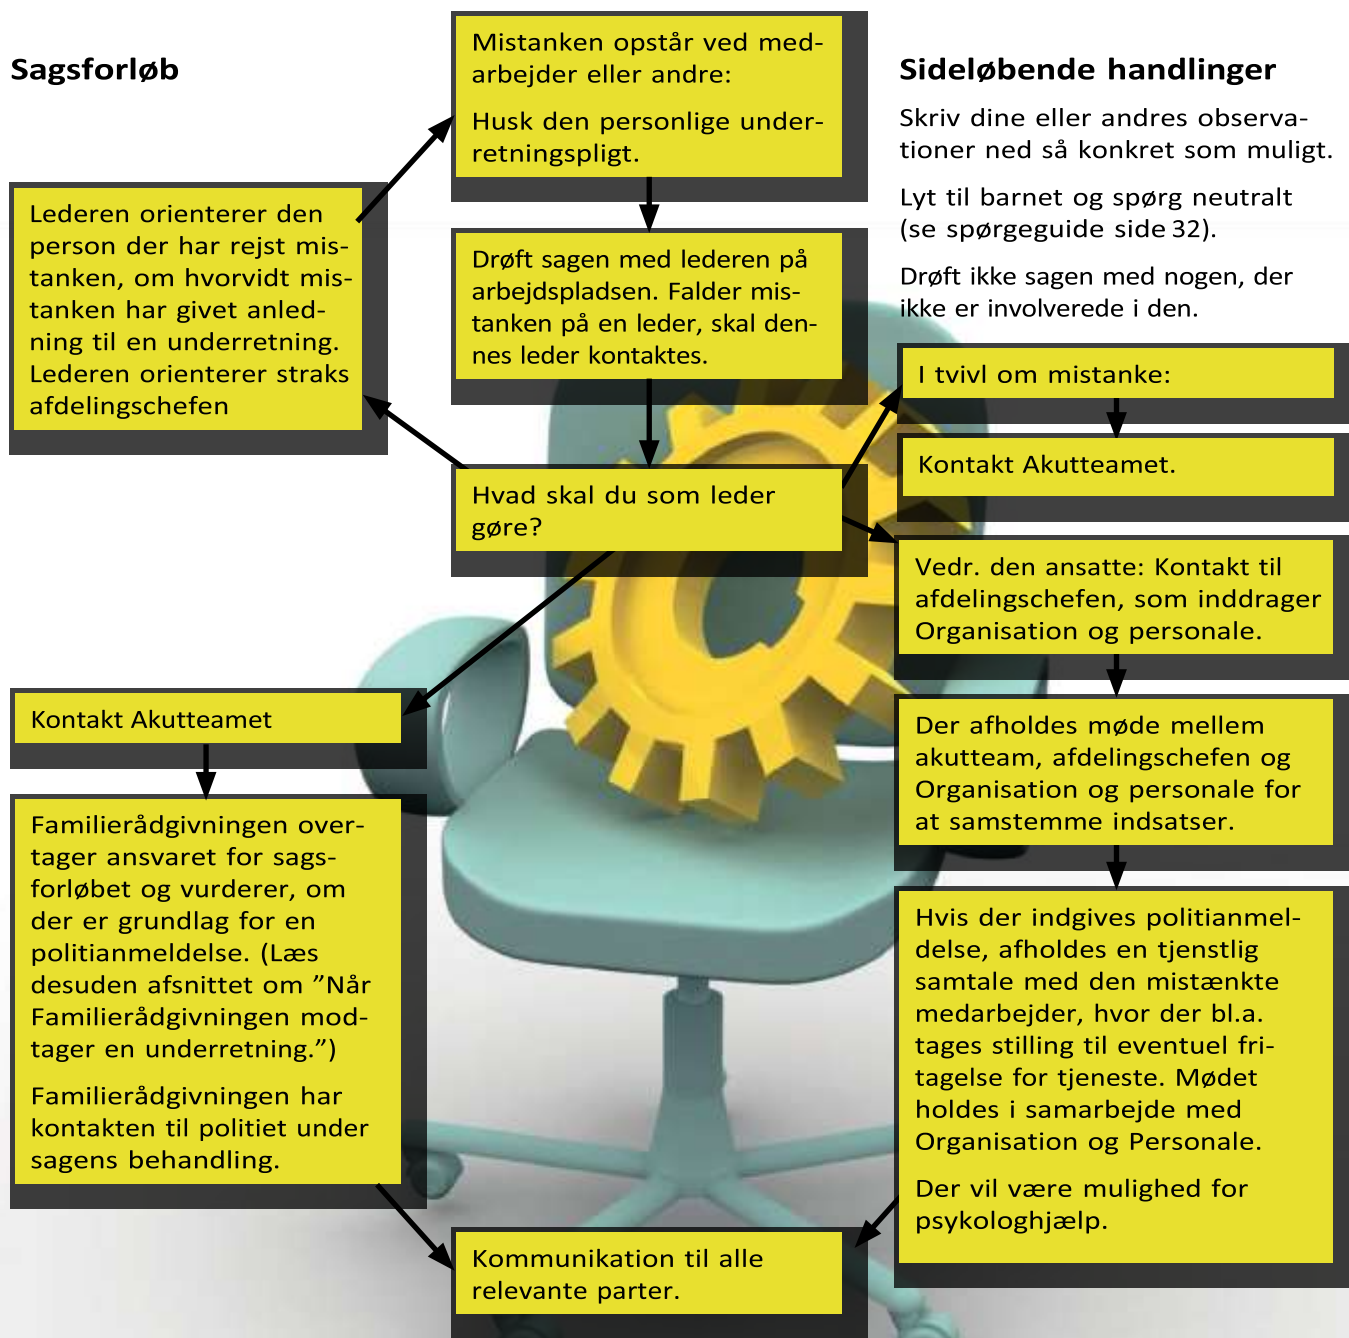 Sagsforløb
Mistanken opstår ved med-
arbejder eller andre:
Husk den personlige under-
retningspligt.
Sideløbende handlinger
Skriv dine eller andres observa-
tioner ned så konkret som muligt.
Lyt til barnet og spørg neutralt
(se spørgeguide side 32).
Drøft ikke sagen med nogen, der
ikke er involverede i den.
Lederen orienterer den
person der har rejst mis-
tanken, om hvorvidt mis-
tanken har givet anled-
ning til en underretning.
Lederen orienterer straks
afdelingschefen
Drøft sagen med lederen på
arbejdspladsen. Falder mis-
tanken på en leder, skal den-
nes leder kontaktes.
I tvivl om mistanke:
Kontakt Akutteamet.
Hvad skal du som leder
gøre?
Vedr. den ansatte: Kontakt til
afdelingschefen, som inddrager
Organisation og personale.
Kontakt Akutteamet
Der afholdes møde mellem
akutteam, afdelingschefen og
Organisation og personale for
at samstemme indsatser.
Familierådgivningen over-
tager ansvaret for sags-
forløbet og vurderer, om
der er grundlag for en
politianmeldelse. (Læs
desuden afsnittet om ”Når
Familierådgivningen mod-
tager en underretning.”)
Familierådgivningen har
kontakten til politiet under
sagens behandling.
Hvis der indgives politianmel-
delse, afholdes en tjenstlig
samtale med den mistænkte
medarbejder, hvor der bl.a.
tages stilling til eventuel fri-
tagelse for tjeneste. Mødet
holdes i samarbejde med
Organisation og Personale.
Der vil være mulighed for
psykologhjælp.
Kommunikation til alle
relevante parter.